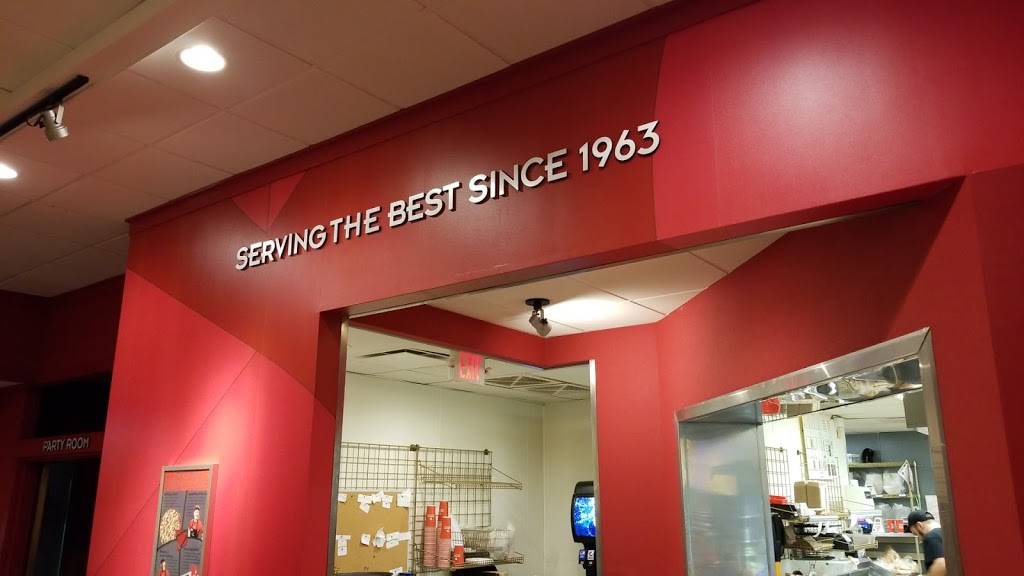 SERVING THE BEST SINCE 1963
EXIT
PARTY ROOM